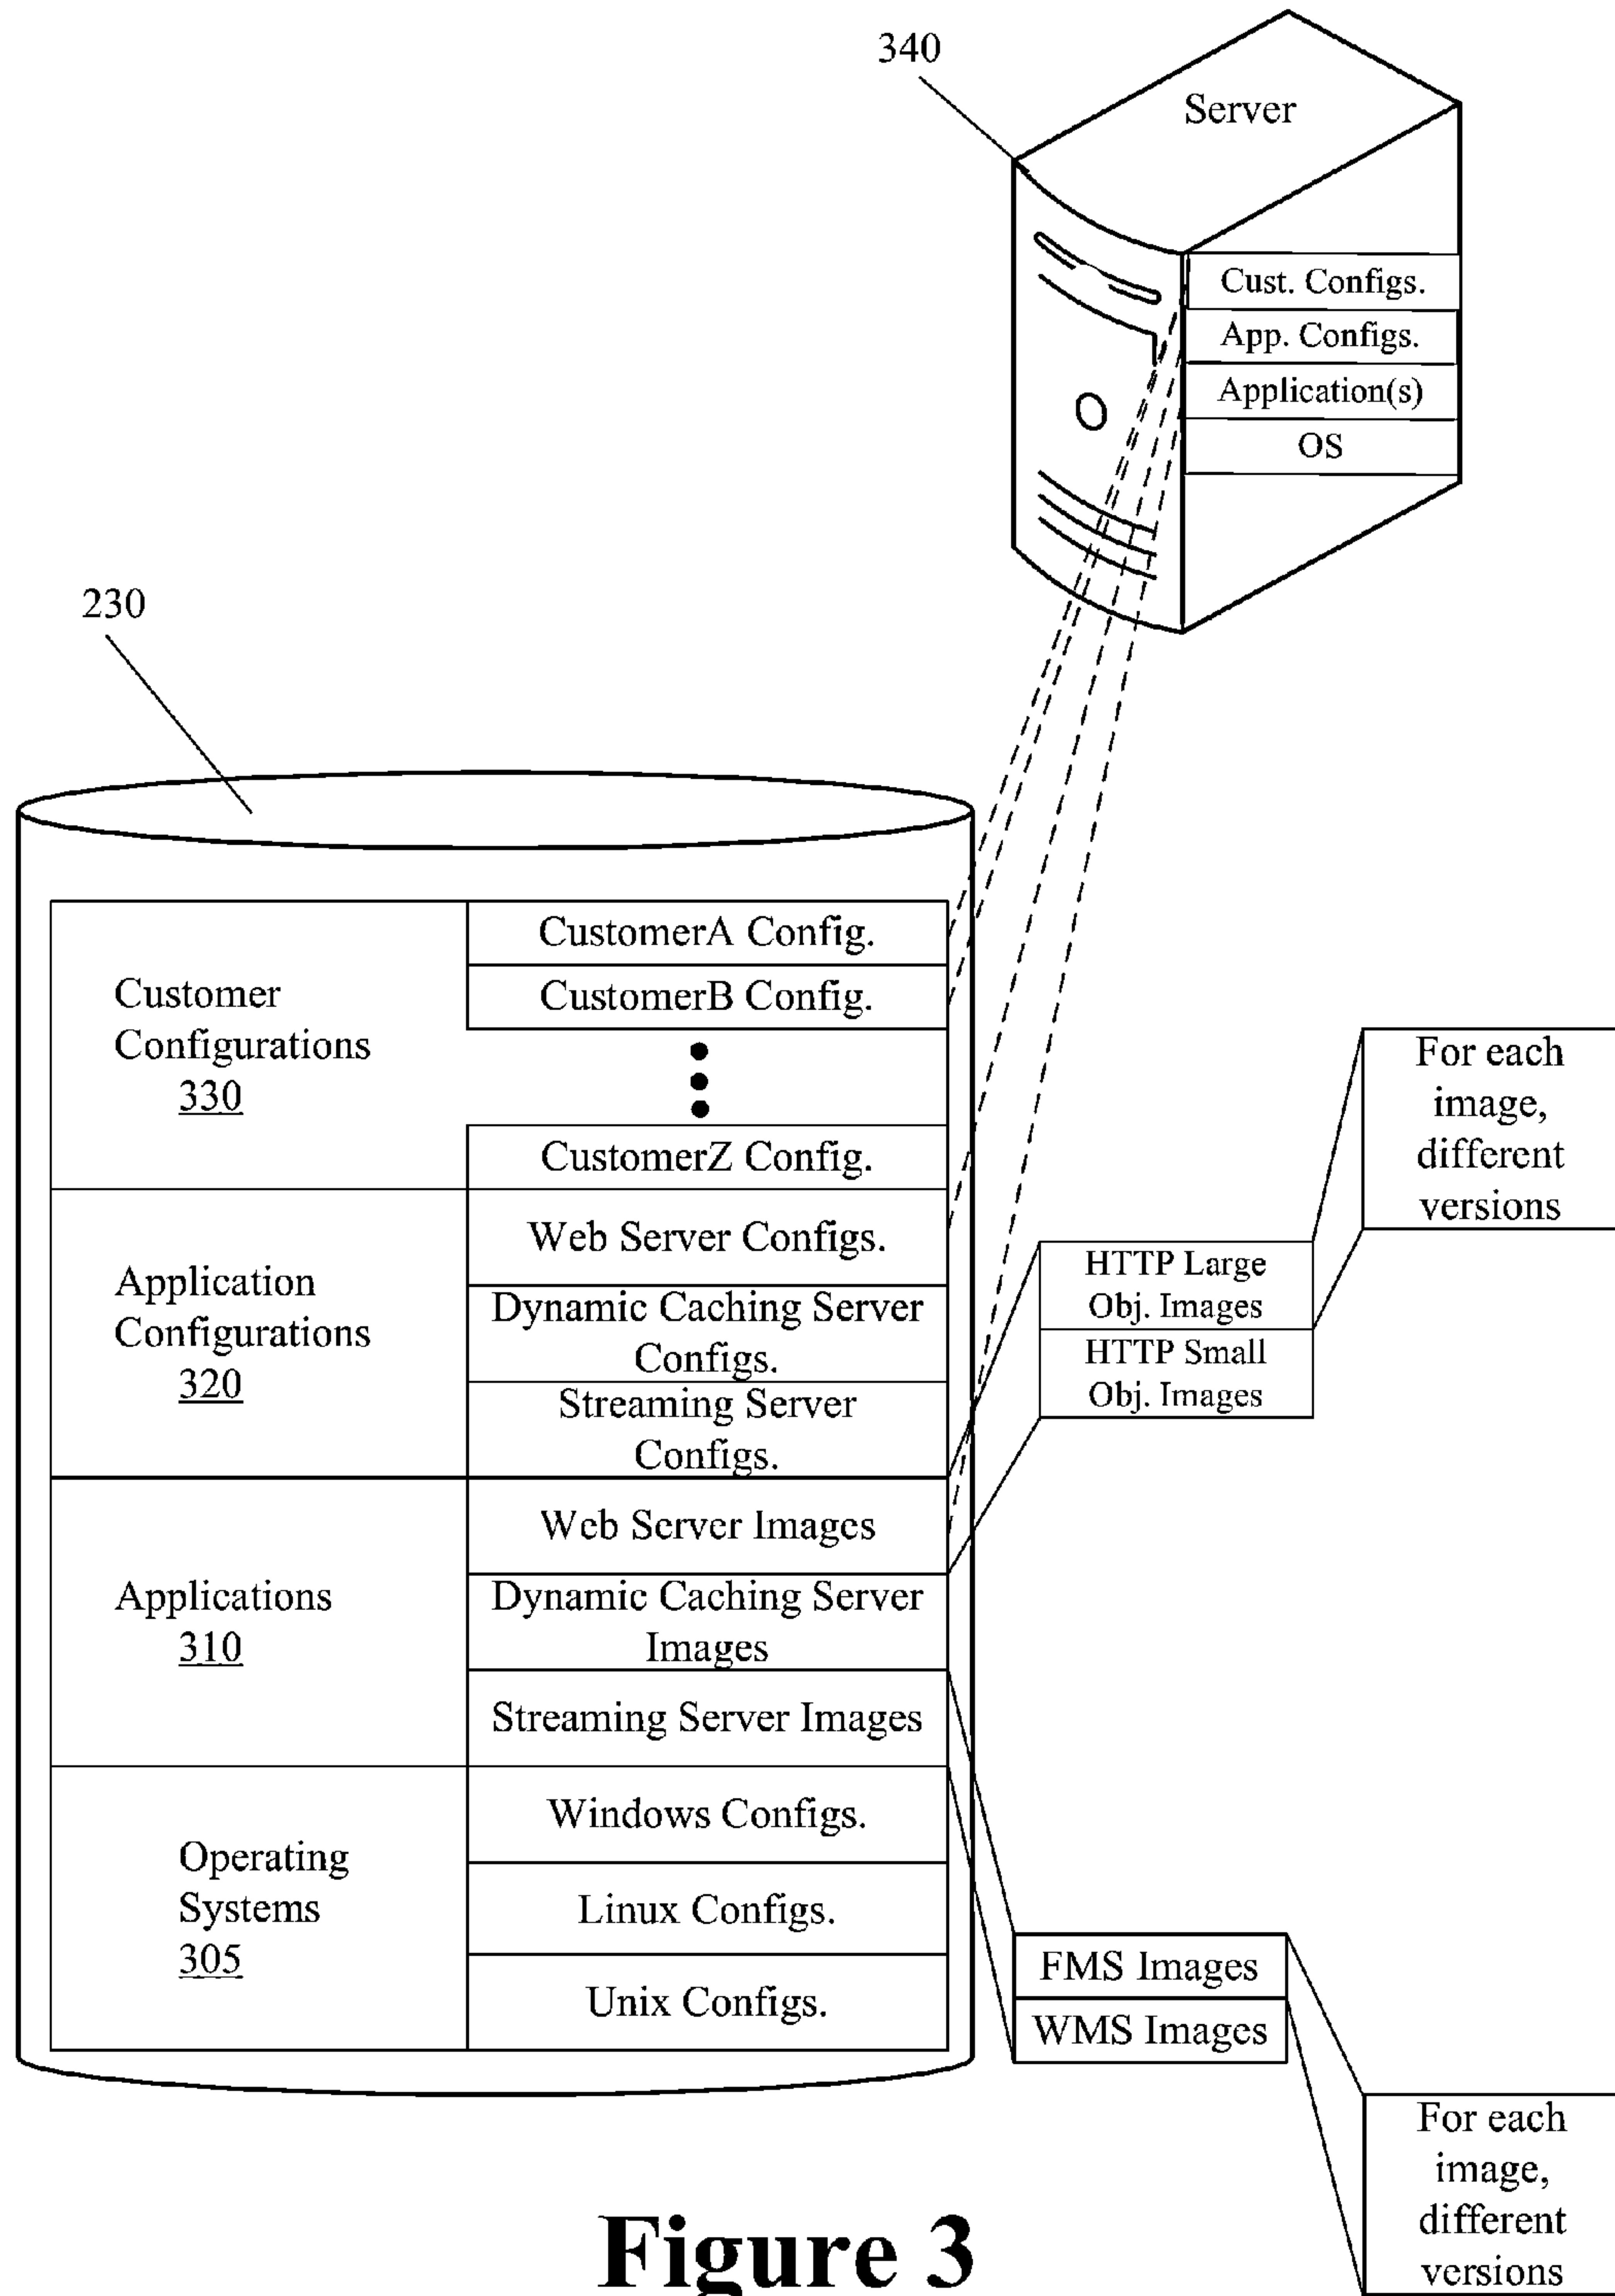 340
Server
Cust. Configs.
App. Configs.
Application(s)
OS
230
Customer
Configurations
330
CustomerA Config.
CustomerB Config.
CustomerZ Config.
Application
Configurations
320
Web Server Configs.
Dynamic Caching Server
Configs.
Streaming Server
Configs.
Applications
310
Web Server Images
Dynamic Caching Server
Images
Streaming Server Images
Operating
Systems
305
Windows Configs.
Linux Configs.
Unix Configs.
HTTP Large
Obj. Images
HTTP Small
Obj. Images
For each
image,
different
versions
FMS Images
WMS Images
For each
image,
different
versions
Figure 3